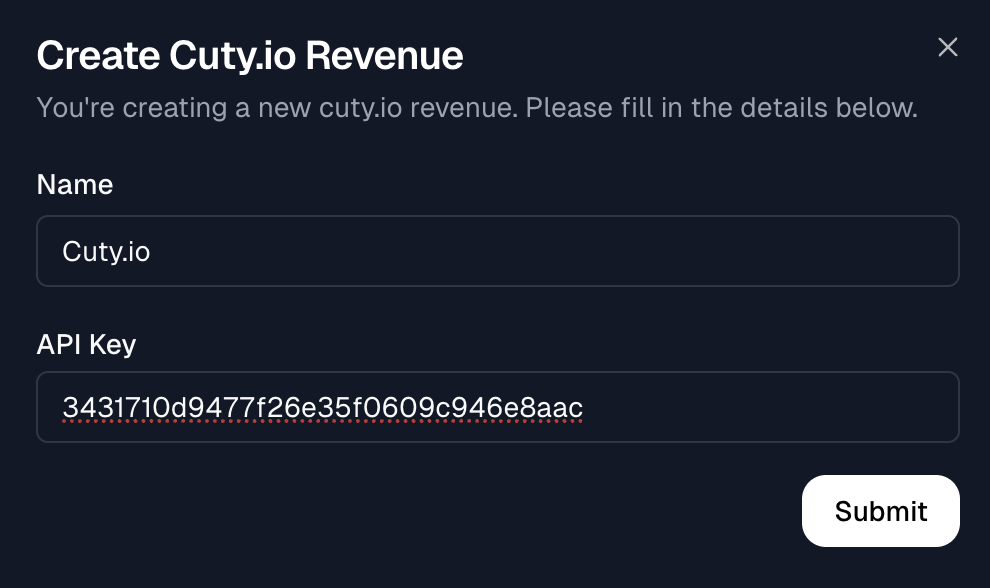 Create Cuty.io Revenue
You're creating a new cuty.io revenue. Please fill in the details below.
Name
Cuty.io
API Key
3431710d9477f26e35f0609c946e8aac
Submit